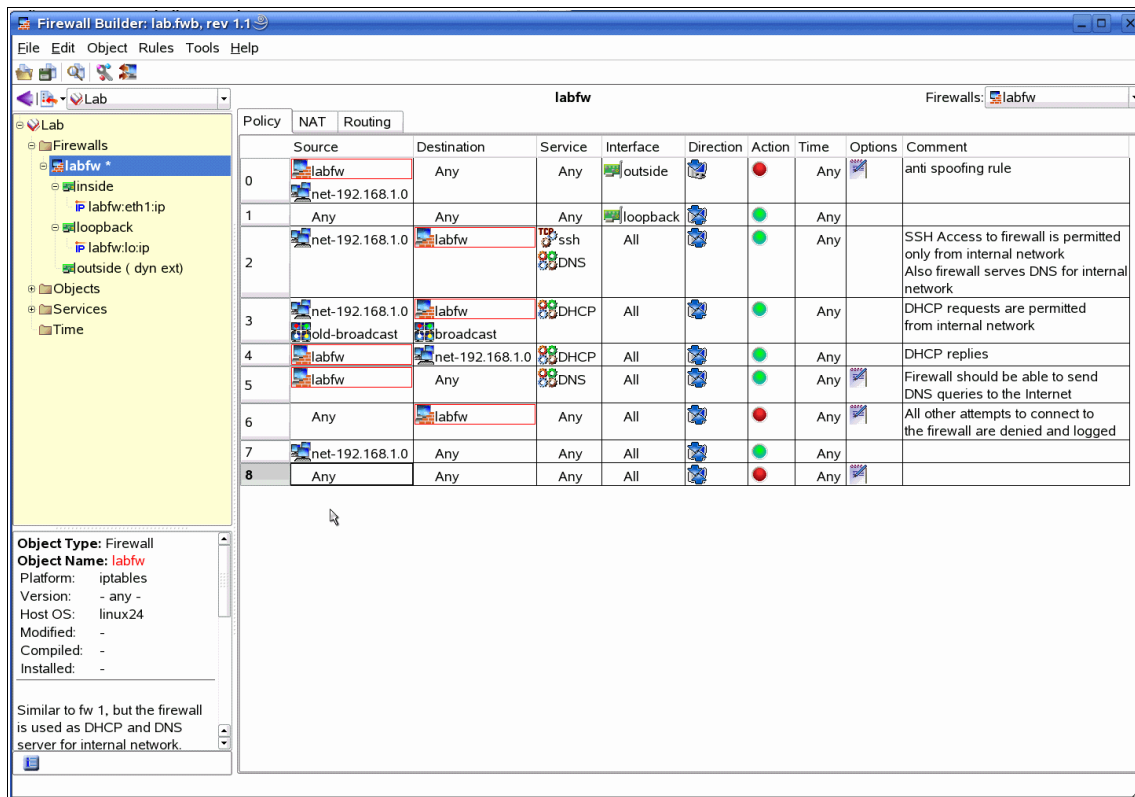 Firewall Builder: lab.fwb, rev 1.1
File Edit Object Rules Tools Help
Lab
labfw
Firewalls: labfw
Lab
Firewalls
labfw *
inside
IP labfw:eth1:ip
loopback
IP labfw:lo:ip
outside ( dyn ext)
Objects
Services
Time
Object Type: Firewall
Object Name: labfw
Platform: iptables
Version: - any -
Host OS: linux24
Modified: -
Compiled: -
Installed: -
Similar to fw 1, but the firewall
is used as DHCP and DNS
server for internal network.
Policy NAT Routing
Source Destination Service Interface Direction Action Time Options Comment
0 labfw Any Any outside Any anti spoofing rule
net-192.168.1.0
1 Any Any Any loopback Any
2 net-192.168.1.0 labfw TCP ssh All Any SSH Access to firewall is permitted
DNS only from internal network
Also firewall serves DNS for internal
network
3 net-192.168.1.0 labfw DHCP All Any DHCP requests are permitted
old-broadcast broadcast from internal network
4 labfw net-192.168.1.0 DHCP All Any DHCP replies
5 labfw Any DNS All Any Firewall should be able to send
DNS queries to the Internet
6 Any labfw Any All Any All other attempts to connect to
the firewall are denied and logged
7 net-192.168.1.0 Any Any All Any
8 Any Any Any All Any